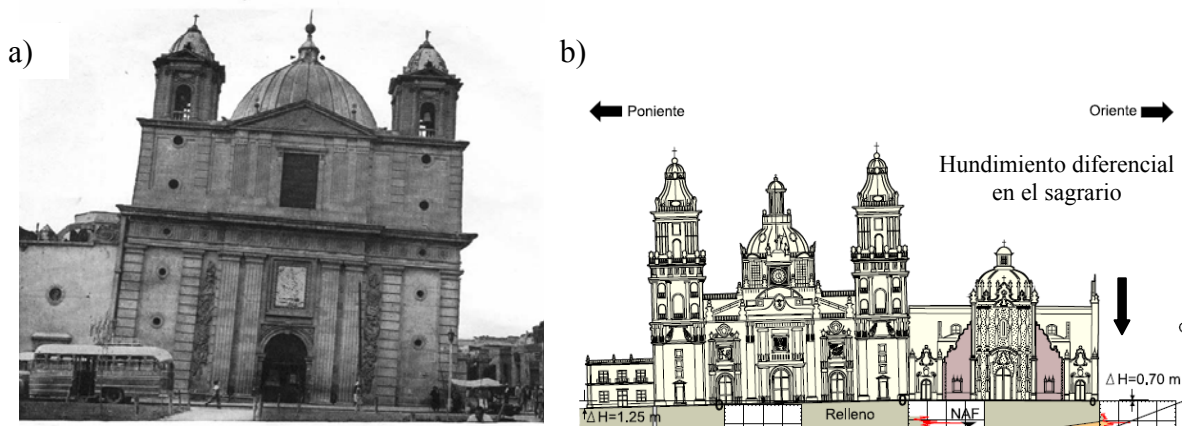 a)
b)
Poniente
Oriente
Hundimiento diferencial
en el sagrario
ΔH=0.70 m
ΔH=1.25 m
Relleno
NAF